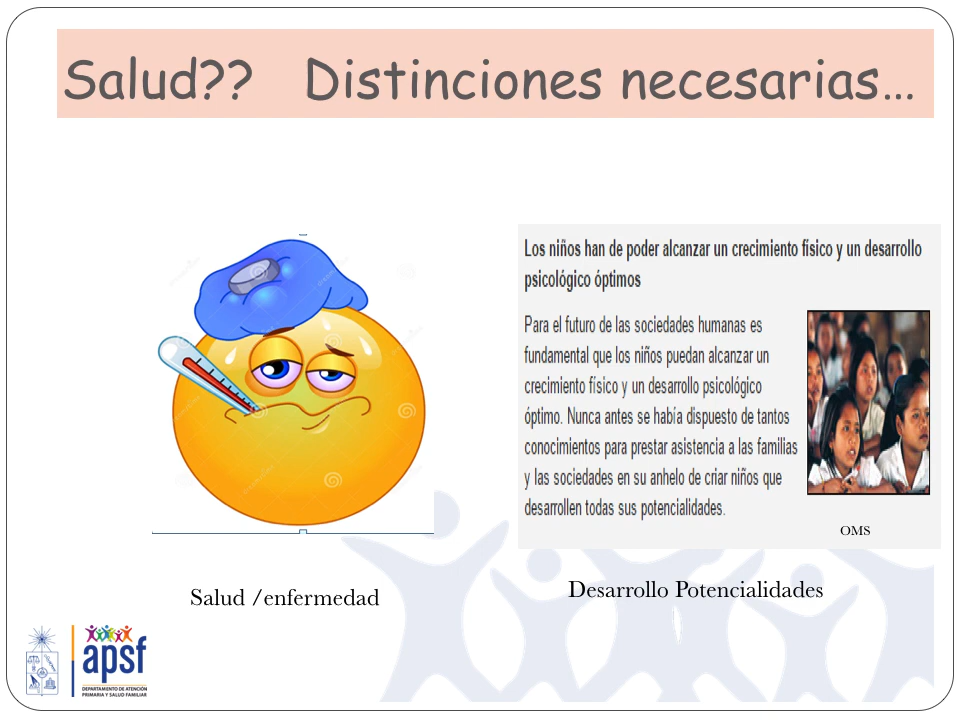 Salud?? Distinciones necesarias…
Los niños han de poder alcanzar un crecimiento físico y un desarrollo
psicológico óptimos
Para el futuro de las sociedades humanas es
fundamental que los niños puedan alcanzar un
crecimiento físico y un desarrollo psicológico
óptimo. Nunca antes se había dispuesto de tantos
conocimientos para prestar asistencia a las familias
y las sociedades en su anhelo de criar niños que
desarrollen todas sus potencialidades.
OMS
Salud /enfermedad
Desarrollo Potencialidades
apsf
DEPARTAMENTO DE ATENCIÓN
PRIMARIA Y SALUD FAMILIAR